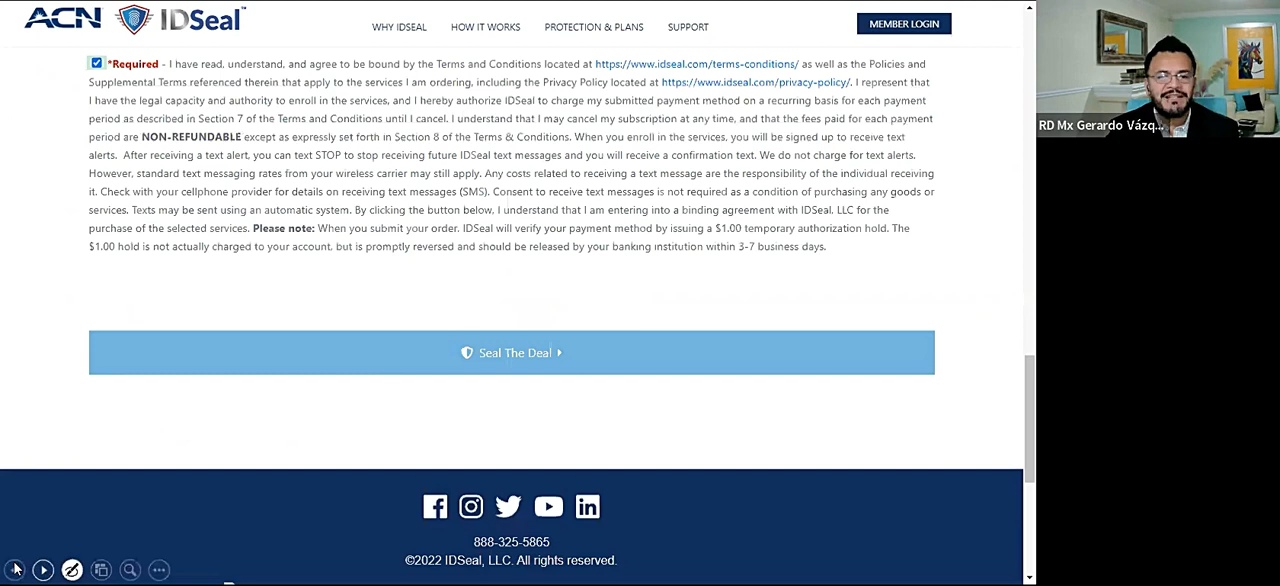 ACN IDSeal™ WHY IDSEAL HOW IT WORKS PROTECTION & PLANS SUPPORT MEMBER LOGIN
*Required - I have read, understand, and agree to be bound by the Terms and Conditions located at https://www.idseal.com/terms-conditions/ as well as the Policies and
Supplemental Terms referenced therein that apply to the services I am ordering, including the Privacy Policy located at https://www.idseal.com/privacy-policy/. I represent that
I have the legal capacity and authority to enroll in the services, and I hereby authorize IDSeal to charge my submitted payment method on a recurring basis for each payment
period as described in Section 7 of the Terms and Conditions until I cancel. I understand that I may cancel my subscription at any time, and that the fees paid for each payment
period are NON-REFUNDABLE except as expressly set forth in Section 8 of the Terms & Conditions. When you enroll in the services, you will be signed up to receive text
alerts. After receiving a text alert, you can text STOP to stop receiving future IDSeal text messages and you will receive a confirmation text. We do not charge for text alerts.
However, standard text messaging rates from your wireless carrier may still apply. Any costs related to receiving a text message are the responsibility of the individual receiving
it. Check with your cellphone provider for details on receiving text messages (SMS). Consent to receive text messages is not required as a condition of purchasing any goods or
services. Texts may be sent using an automatic system. By clicking the button below, I understand that I am entering into a binding agreement with IDSeal, LLC for the
purchase of the selected services. Please note: When you submit your order. IDSeal will verify your payment method by issuing a $1.00 temporary authorization hold. The
$1.00 hold is not actually charged to your account, but is promptly reversed and should be released by your banking institution within 3-7 business days.
Seal The Deal
888-325-5865
©2022 IDSeal, LLC. All rights reserved.
RD Mx Gerardo Vázq...